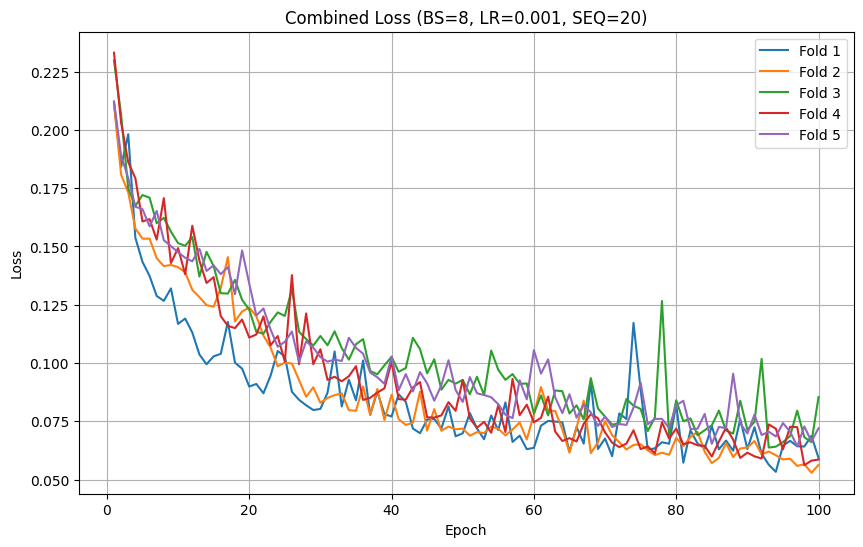 Combined Loss (BS=8, LR=0.001, SEQ=20)
Fold 1
Fold 2
Fold 3
Fold 4
Fold 5
Loss
0.225
0.200
0.175
0.150
0.125
0.100
0.075
0.050
0 20 40 60 80 100
Epoch